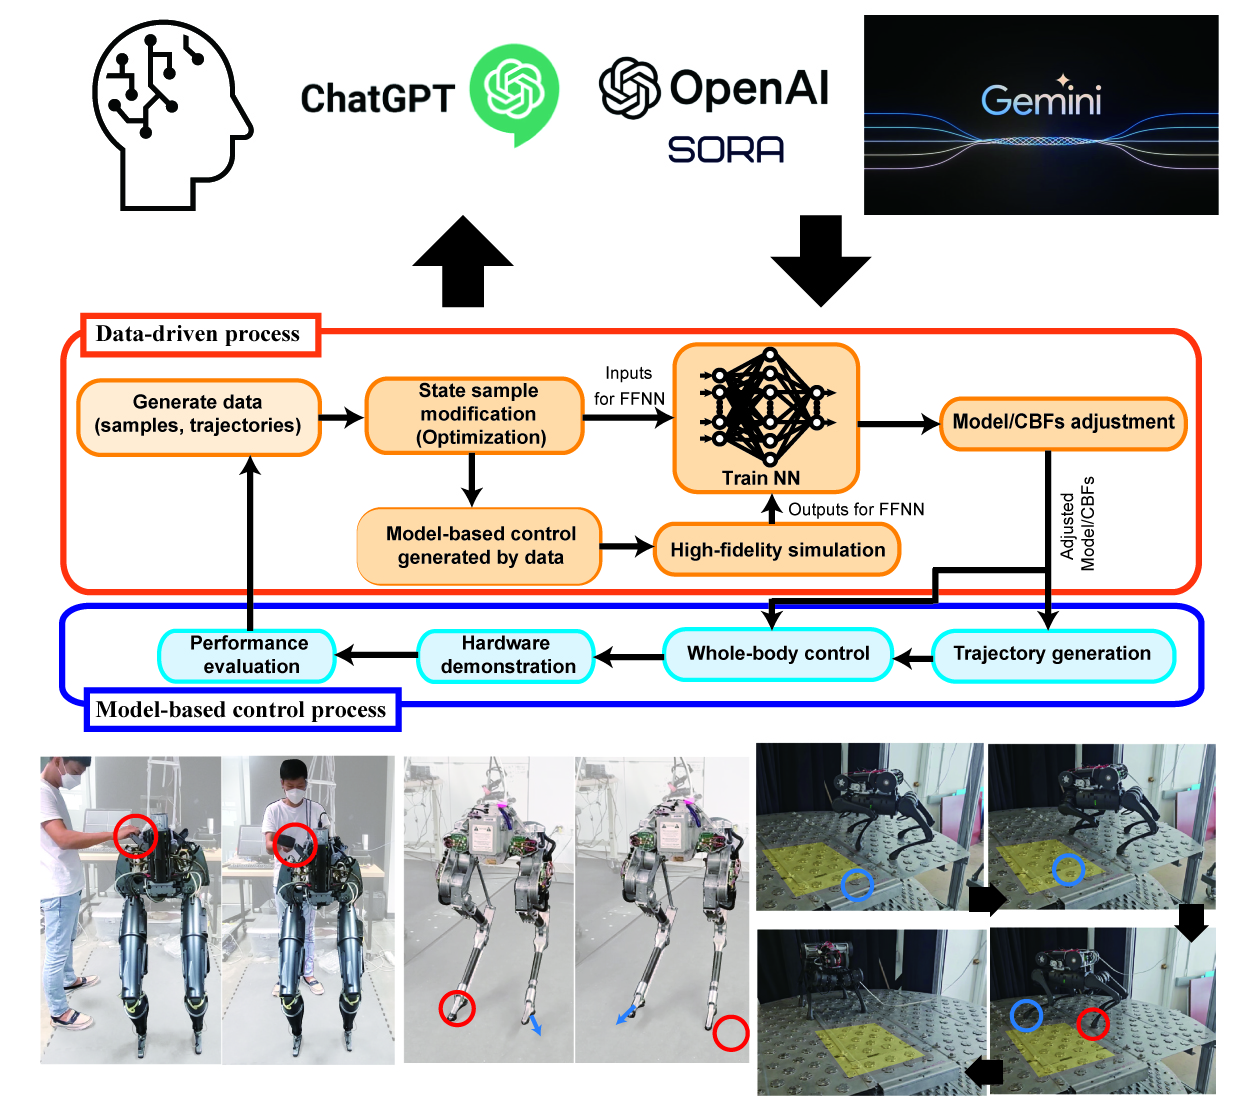 ChatGPT
OpenAI
SORA
Gemini
Data-driven process
Generate data
(samples, trajectories)
State sample
modification
(Optimization)
Inputs
for FFNN
Train NN
Model/CBFs adjustment
Model-based control
generated by data
High-fidelity simulation
Outputs for FFNN
Adjusted
Model/CBFs
Performance
evaluation
Hardware
demonstration
Whole-body control
Trajectory generation
Model-based control process